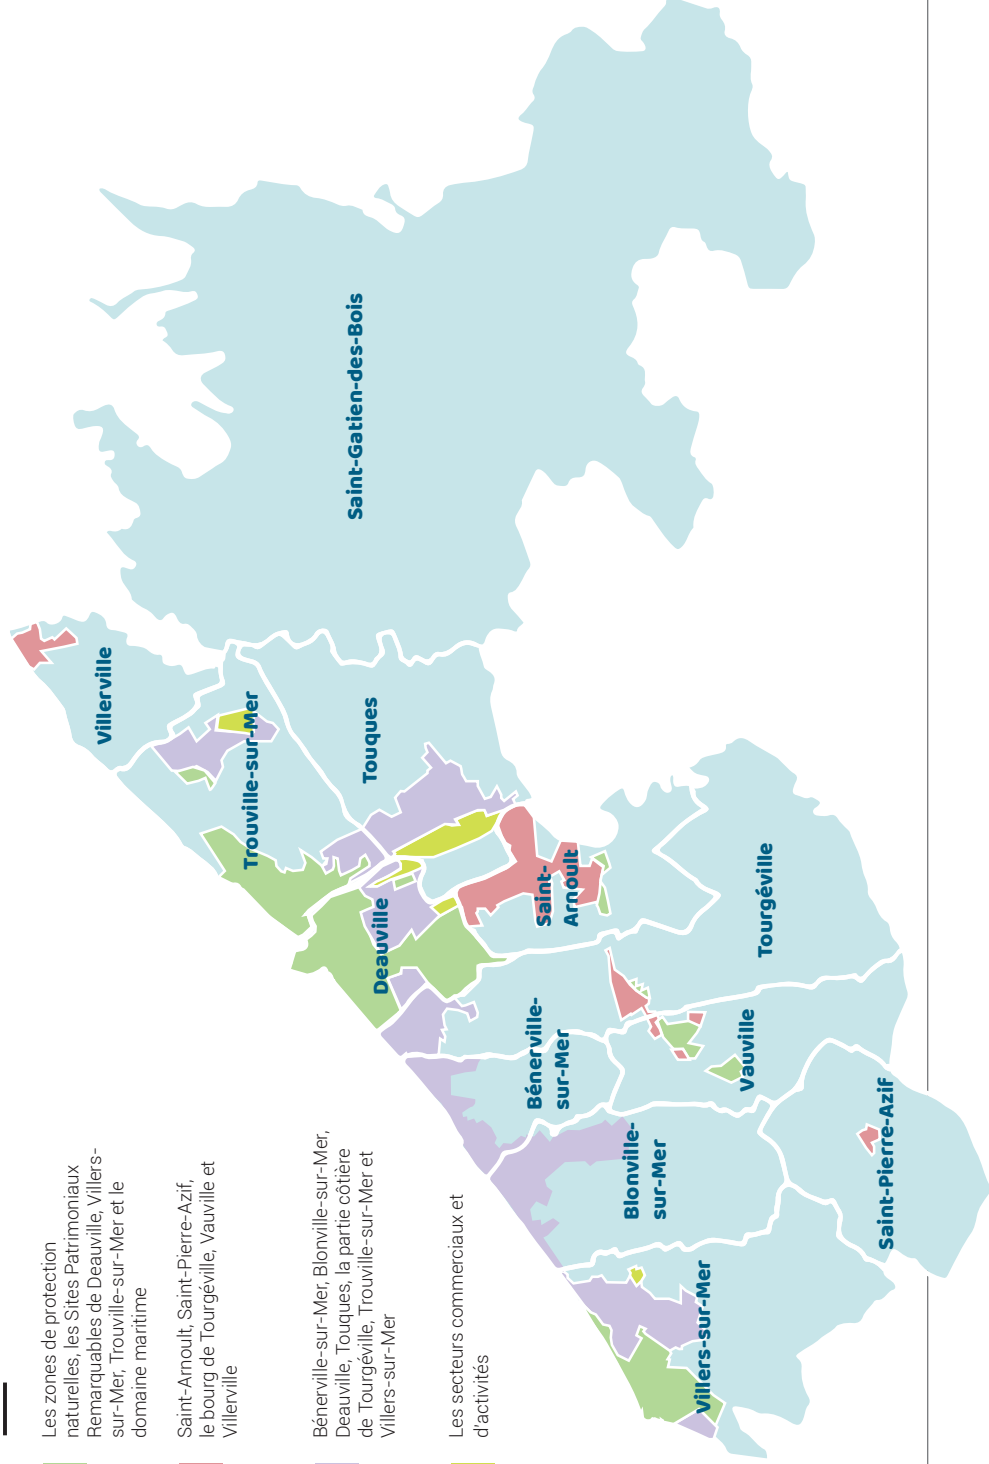 Les zones de protection
naturelles, les Sites Patrimoniaux
Remarquables de Deauville, Villers-
sur-Mer, Trouville-sur-Mer et le
domaine maritime
Saint-Arnoult, Saint-Pierre-Azif,
le bourg de Tourgéville, Vauville et
Villerville
Bénerville-sur-Mer, Blonville-sur-Mer,
Deauville, Touques, la partie côtière
de Tourgéville, Trouville-sur-Mer et
Villers-sur-Mer
Les secteurs commerciaux et
d'activités
Villerville
Trouville-sur-Mer
Saint-Gatien-des-Bois
Touques
Deauville
Saint-
Arnoult
Bénerville-
sur-Mer
Tourgéville
Blonville-
sur-Mer
Vauville
Villers-sur-Mer
Saint-Pierre-Azif